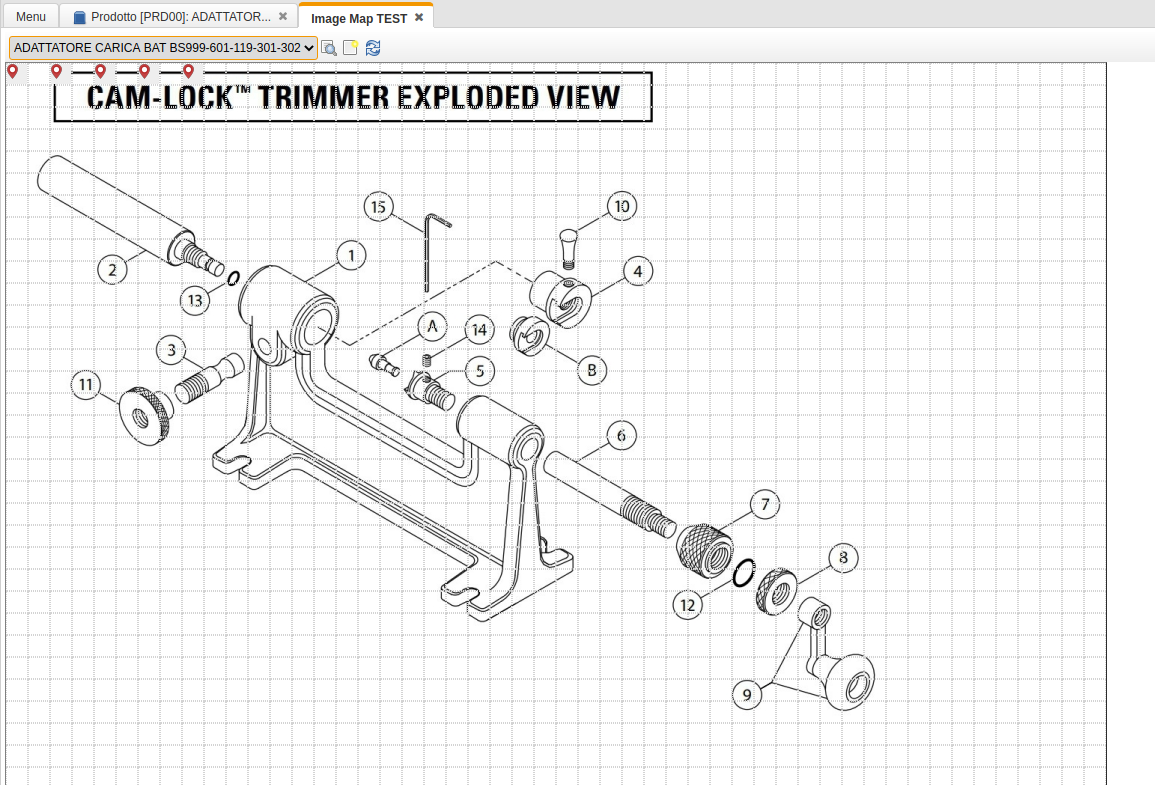 Menu
Prodotto [PRD00]: ADATTATOR...
Image Map TEST
ADATTATORE CARICA BAT BS999-601-119-301-302
CAM-LOCK™ TRIMMER EXPLODED VIEW
15
10
1
2
4
13
A
14
3
B
5
11
6
7
8
12
9